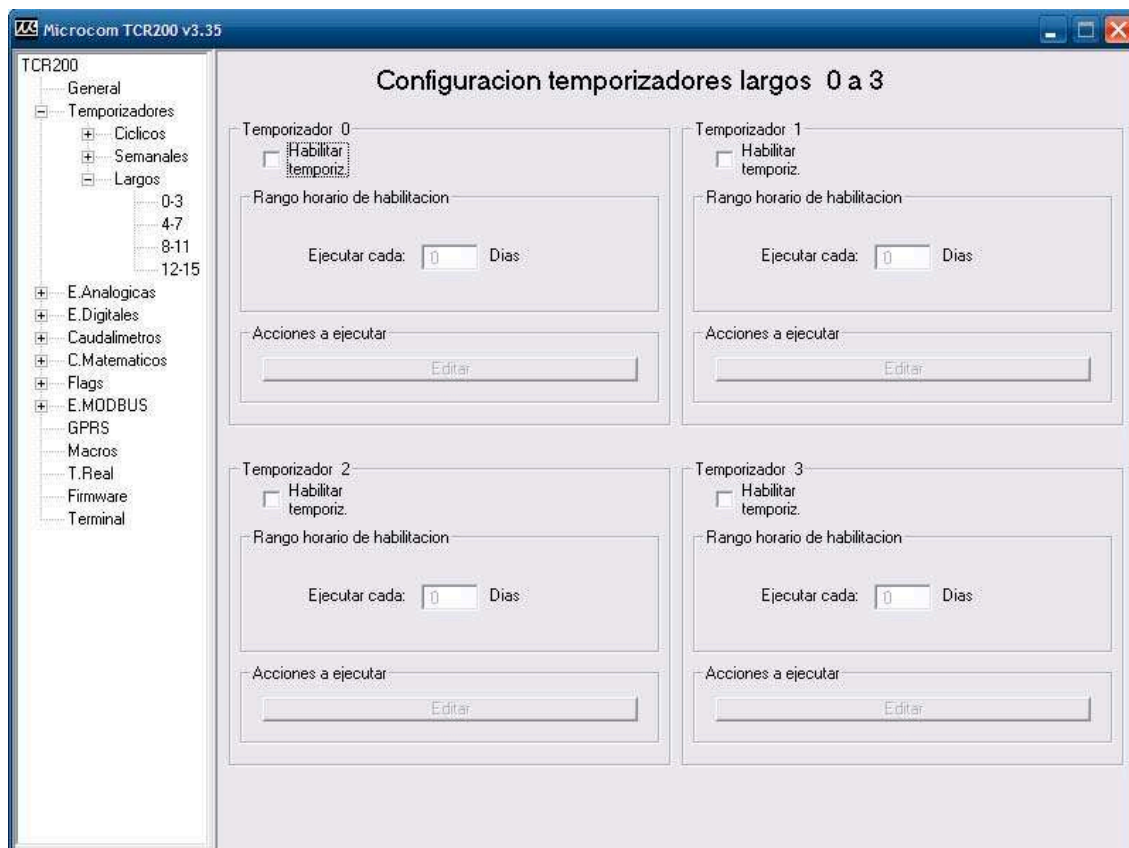 Microcom TCR200 v3.35
TCR200
General
Temporizadores
Ciclicos
Semanales
Largos
0-3
4-7
8-11
12-15
E.Analogicas
E.Digitales
Caudalimetros
C.Matematicos
Flags
E.MODBUS
GPRS
Macros
T.Real
Firmware
Terminal
Configuracion temporizadores largos 0 a 3
Temporizador 0
Habilitar
temporiz.
Rango horario de habilitacion
Ejecutar cada: 0 Dias
Acciones a ejecutar
Editar
Temporizador 1
Habilitar
temporiz.
Rango horario de habilitacion
Ejecutar cada: 0 Dias
Acciones a ejecutar
Editar
Temporizador 2
Habilitar
temporiz.
Rango horario de habilitacion
Ejecutar cada: 0 Dias
Acciones a ejecutar
Editar
Temporizador 3
Habilitar
temporiz.
Rango horario de habilitacion
Ejecutar cada: 0 Dias
Acciones a ejecutar
Editar